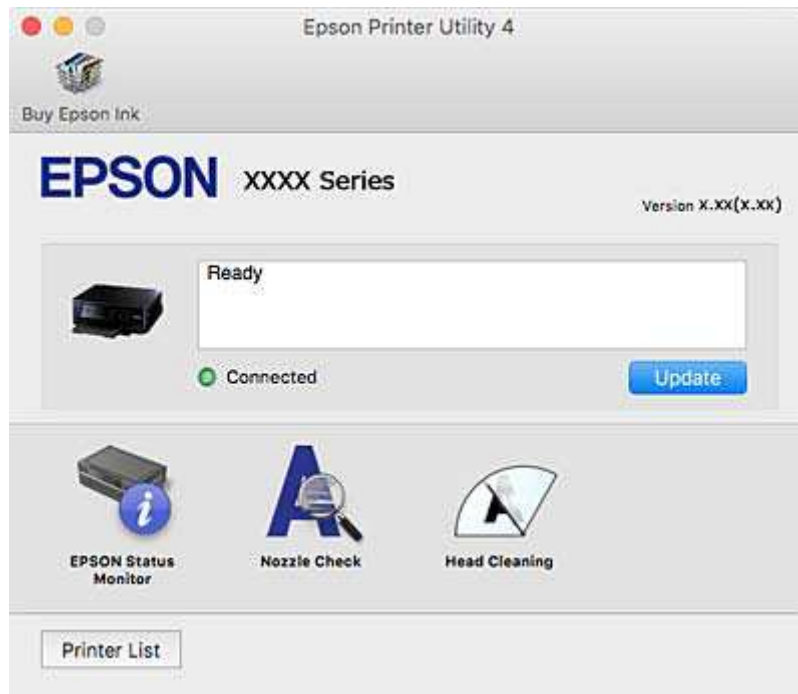 Epson Printer Utility 4
Buy Epson Ink
EPSON XXXX Series
Version X.XX(X.XX)
Ready
Connected
Update
EPSON Status
Monitor
Nozzle Check
Head Cleaning
Printer List